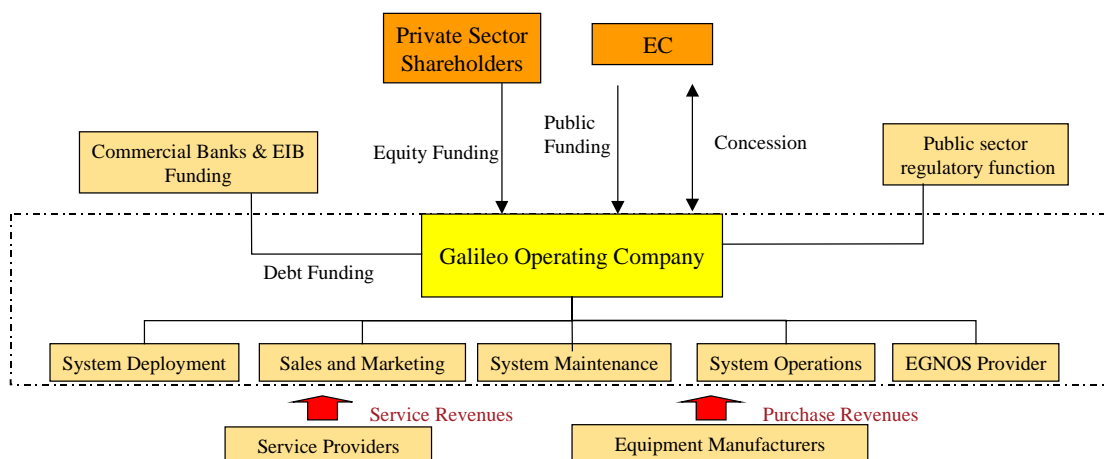 Private Sector
Shareholders
EC
Commercial Banks & EIB
Funding
Equity Funding
Public
Funding
Concession
Public sector
regulatory function
Debt Funding
Galileo Operating Company
System Deployment
Sales and Marketing
System Maintenance
System Operations
EGNOS Provider
Service Revenues
Purchase Revenues
Service Providers
Equipment Manufacturers